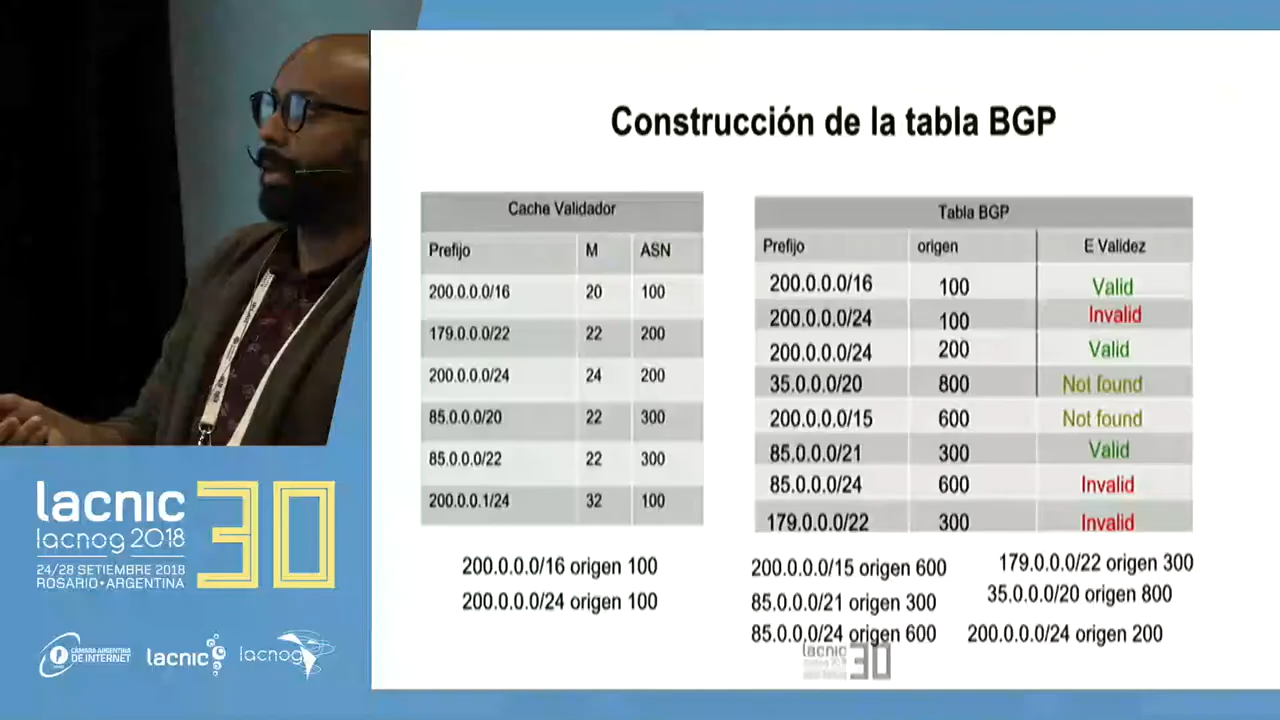 Construcción de la tabla BGP
Cache Validador
Prefijo M ASN
200.0.0.0/16 20 100
179.0.0.0/22 22 200
200.0.0.0/24 24 200
85.0.0.0/20 22 300
85.0.0.0/22 22 300
200.0.0.1/24 32 100
Tabla BGP
Prefijo origen E Validez
200.0.0.0/16 100 Valid
200.0.0.0/24 100 Invalid
200.0.0.0/24 200 Valid
35.0.0.0/20 800 Not found
200.0.0.0/15 600 Not found
85.0.0.0/21 300 Valid
85.0.0.0/24 600 Invalid
179.0.0.0/22 300 Invalid
200.0.0.0/16 origen 100
200.0.0.0/24 origen 100
200.0.0.0/15 origen 600
85.0.0.0/21 origen 300
85.0.0.0/24 origen 600
179.0.0.0/22 origen 300
35.0.0.0/20 origen 800
200.0.0.0/24 origen 200
lacnic 30
lacnic 30
lacnog 2018
24/28 SETIEMBRE 2018
ROSARIO • ARGENTINA
CÁMARA ARGENTINA
DE INTERNET
lacnic
lacnog